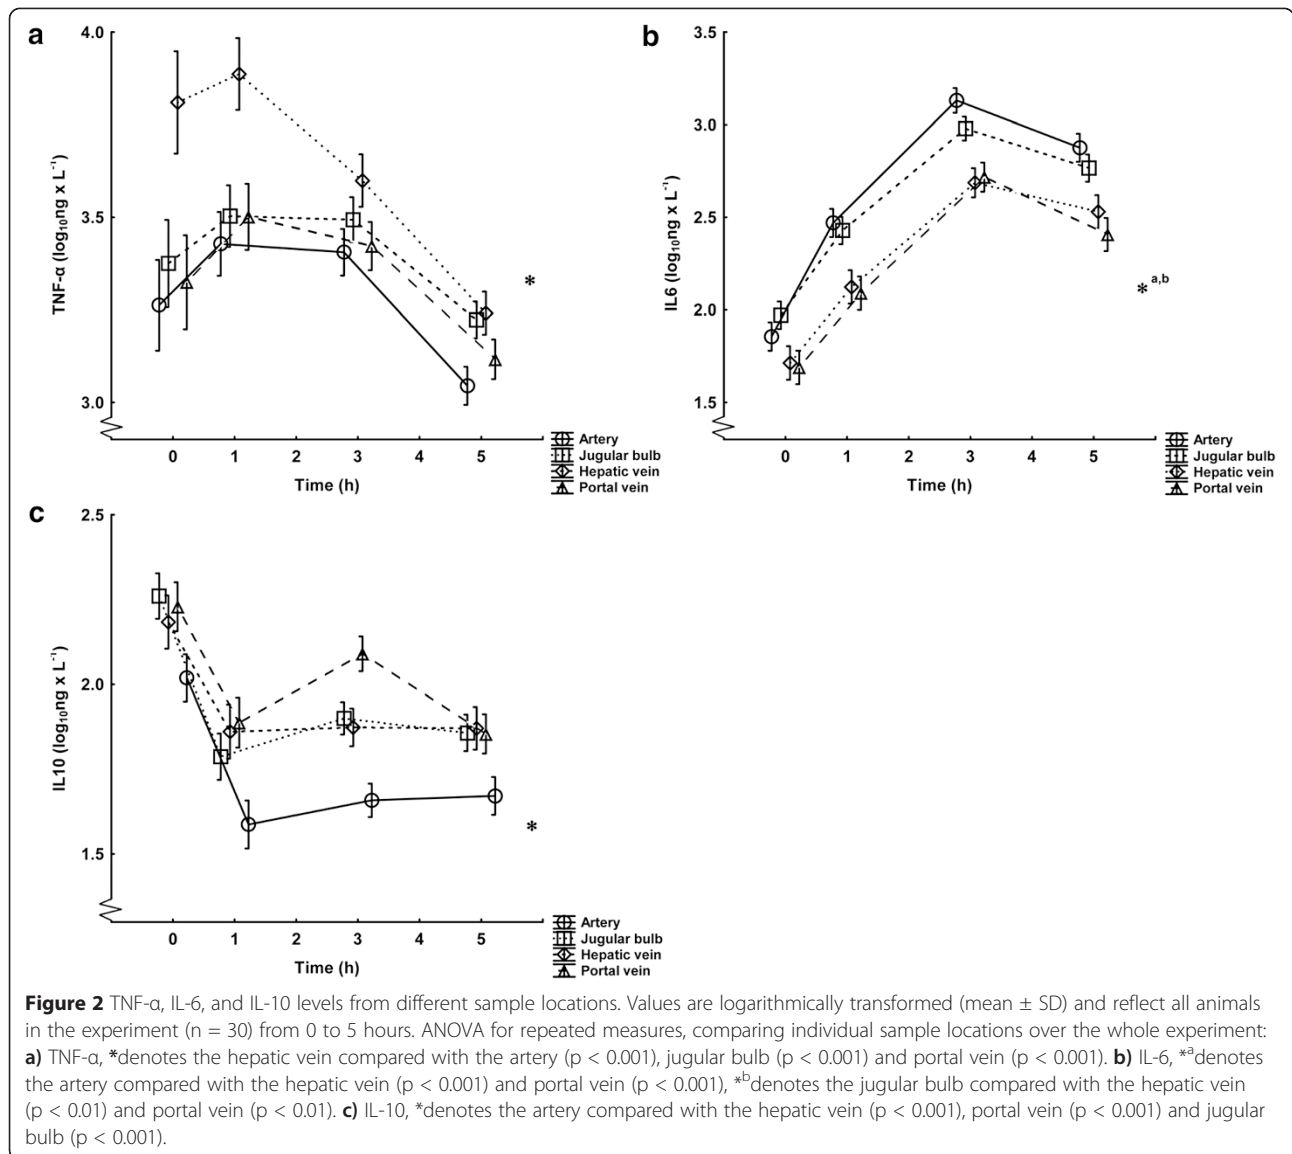 a
4.0
3.5
3.0
TNF-α (log₁₀ng x L⁻¹)
*
0 1 2 3 4 5
Time (h)
Artery
Jugular bulb
Hepatic vein
Portal vein
b
3.5
3.0
2.5
2.0
1.5
IL6 (log₁₀ng x L⁻¹)
*ᵃ,ᵇ
0 1 2 3 4 5
Time (h)
Artery
Jugular bulb
Hepatic vein
Portal vein
c
2.5
2.0
1.5
IL10 (log₁₀ng x L⁻¹)
*
0 1 2 3 4 5
Time (h)
Artery
Jugular bulb
Hepatic vein
Portal vein
Figure 2 TNF-α, IL-6, and IL-10 levels from different sample locations. Values are logarithmically transformed (mean ± SD) and reflect all animals
in the experiment (n = 30) from 0 to 5 hours. ANOVA for repeated measures, comparing individual sample locations over the whole experiment:
a) TNF-α, *denotes the hepatic vein compared with the artery (p < 0.001), jugular bulb (p < 0.001) and portal vein (p < 0.001). b) IL-6, *ᵃdenotes
the artery compared with the hepatic vein (p < 0.001) and portal vein (p < 0.001), *ᵇdenotes the jugular bulb compared with the hepatic vein
(p < 0.01) and portal vein (p < 0.01). c) IL-10, *denotes the artery compared with the hepatic vein (p < 0.001), portal vein (p < 0.001) and jugular
bulb (p < 0.001).